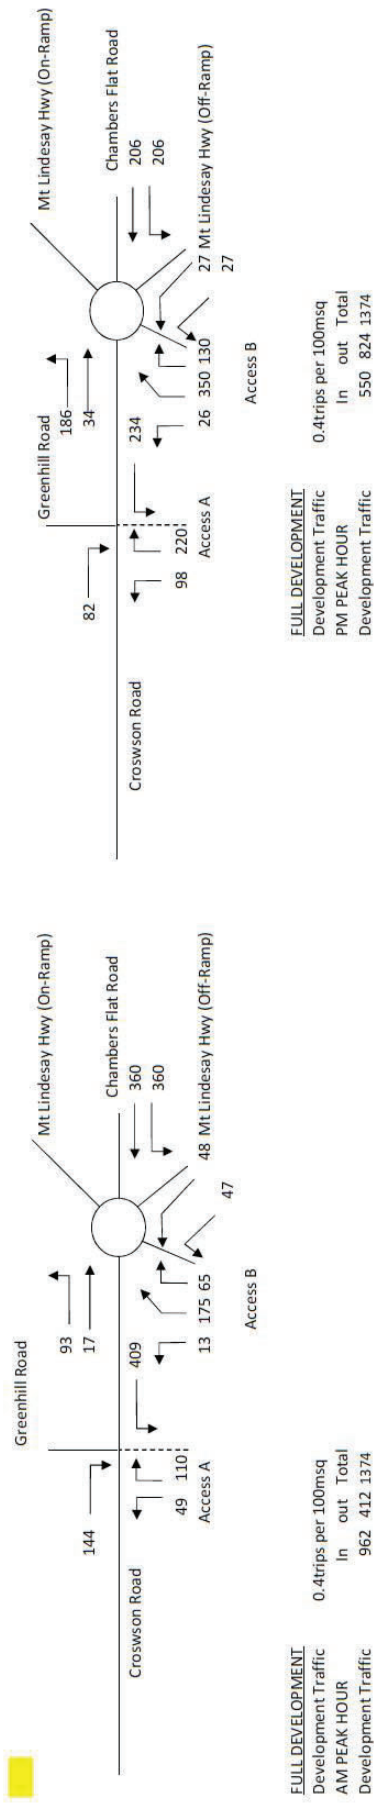 Greenhill Road
Mt Lindesay Hwy (On-Ramp)
93
17
144
Chambers Flat Road
360
360
Croswson Road
409
49
110
Access A
13
175 65
48 Mt Lindesay Hwy (Off-Ramp)
47
Access B
FULL DEVELOPMENT
Development Traffic 0.4trips per 100msq
AM PEAK HOUR In out Total
Development Traffic 962 412 1374
Greenhill Road
Mt Lindesay Hwy (On-Ramp)
186
34
82
Chambers Flat Road
206
206
Croswson Road
234
98
220
Access A
26
350 130
27 Mt Lindesay Hwy (Off-Ramp)
27
Access B
FULL DEVELOPMENT
Development Traffic 0.4trips per 100msq
PM PEAK HOUR In out Total
Development Traffic 550 824 1374